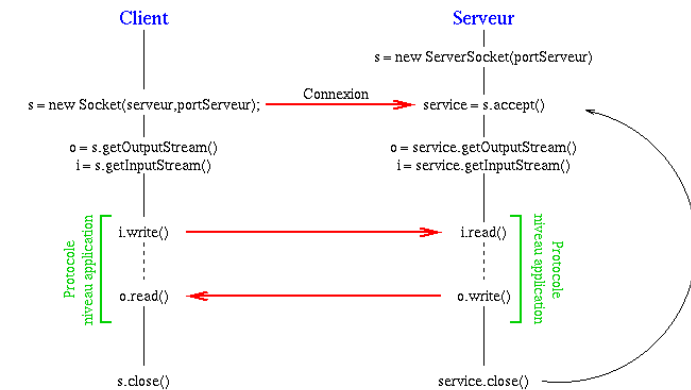 Client
Serveur
s = new ServerSocket(portServeur)
s = new Socket(serveur,portServeur);
Connexion
service = s.accept()
o = s.getOutputStream()
i = s.getInputStream()
o = service.getOutputStream()
i = service.getInputStream()
Protocole
niveau application
i.write()
i.read()
o.read()
o.write()
Protocole
niveau application
s.close()
service.close()